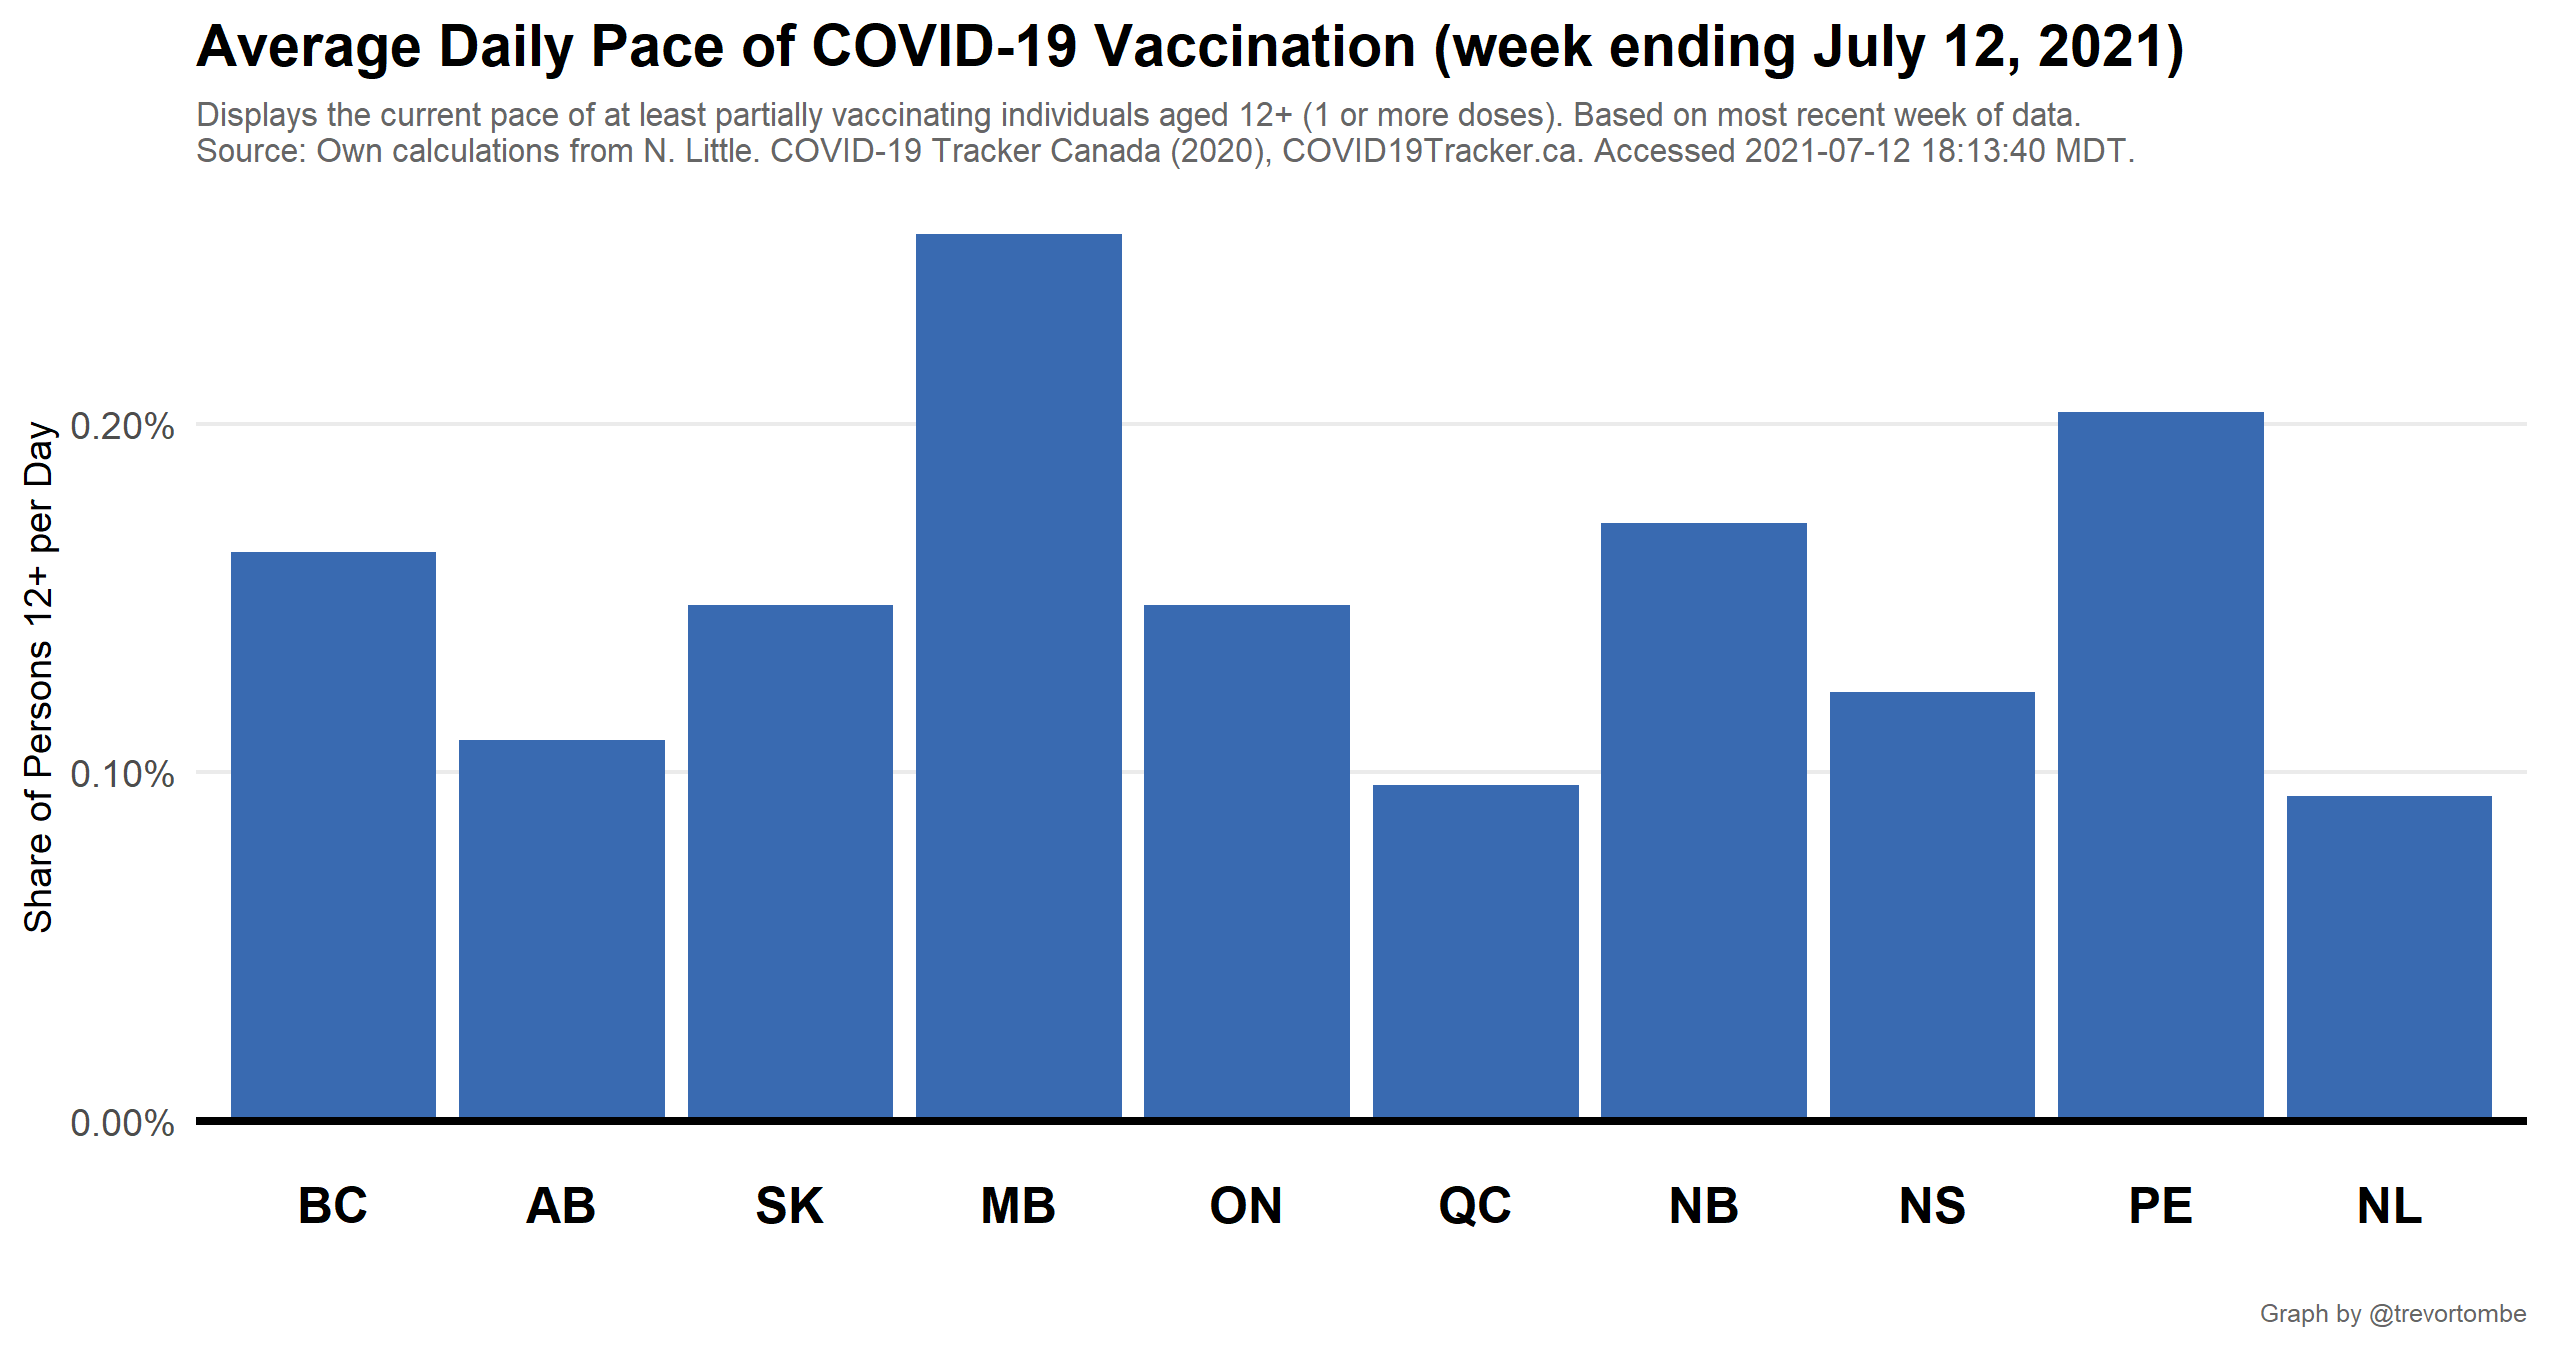 Average Daily Pace of COVID-19 Vaccination (week ending July 12, 2021)
Displays the current pace of at least partially vaccinating individuals aged 12+ (1 or more doses). Based on most recent week of data.
Source: Own calculations from N. Little. COVID-19 Tracker Canada (2020), COVID19Tracker.ca. Accessed 2021-07-12 18:13:40 MDT.
Share of Persons 12+ per Day
0.20%
0.10%
0.00%
BC AB SK MB ON QC NB NS PE NL
Graph by @trevortombe